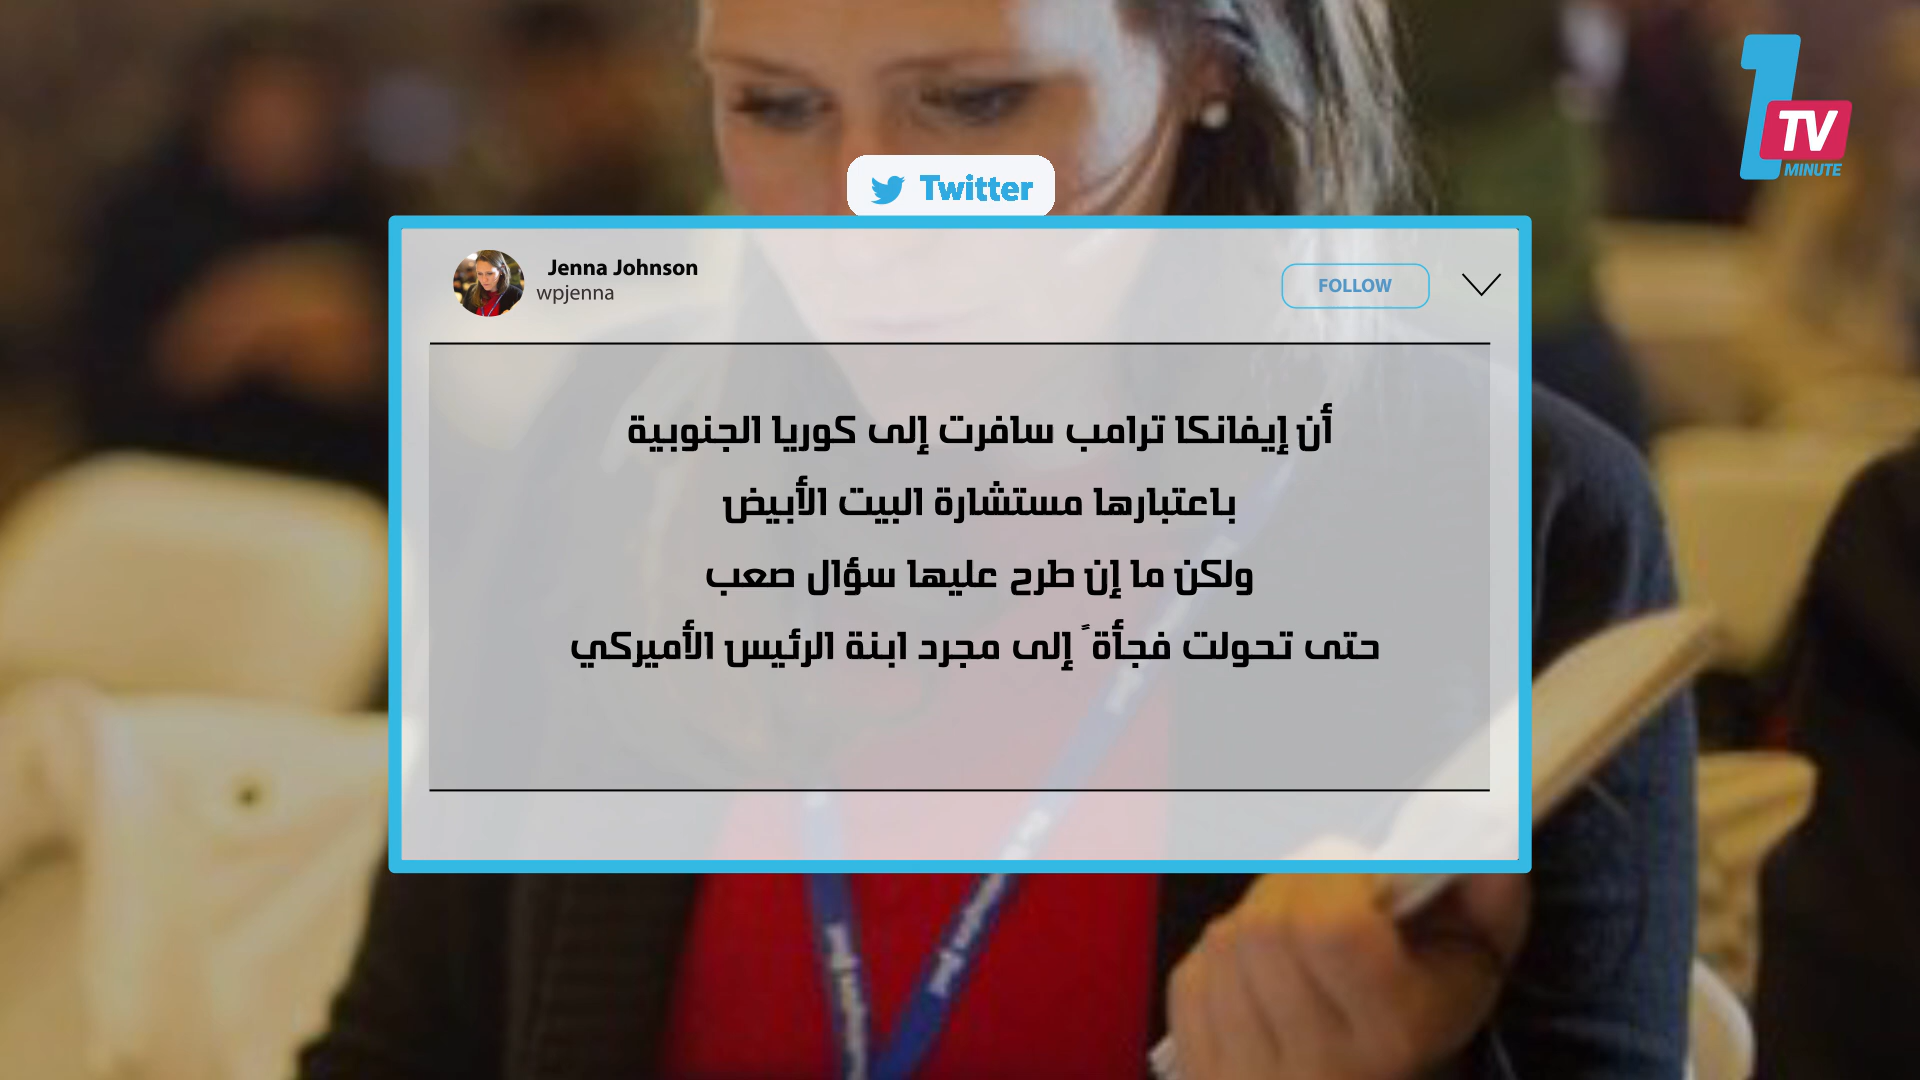 1
TV
MINUTE
Twitter
Jenna Johnson
wpjenna
FOLLOW
أن إيفانكا ترامب سافرت إلى كوريا الجنوبية
باعتبارها مستشارة البيت الأبيض
ولكن ما إن طرح عليها سؤال صعب
حتى تحولت فجأة ً إلى مجرد ابنة الرئيس الأميركي